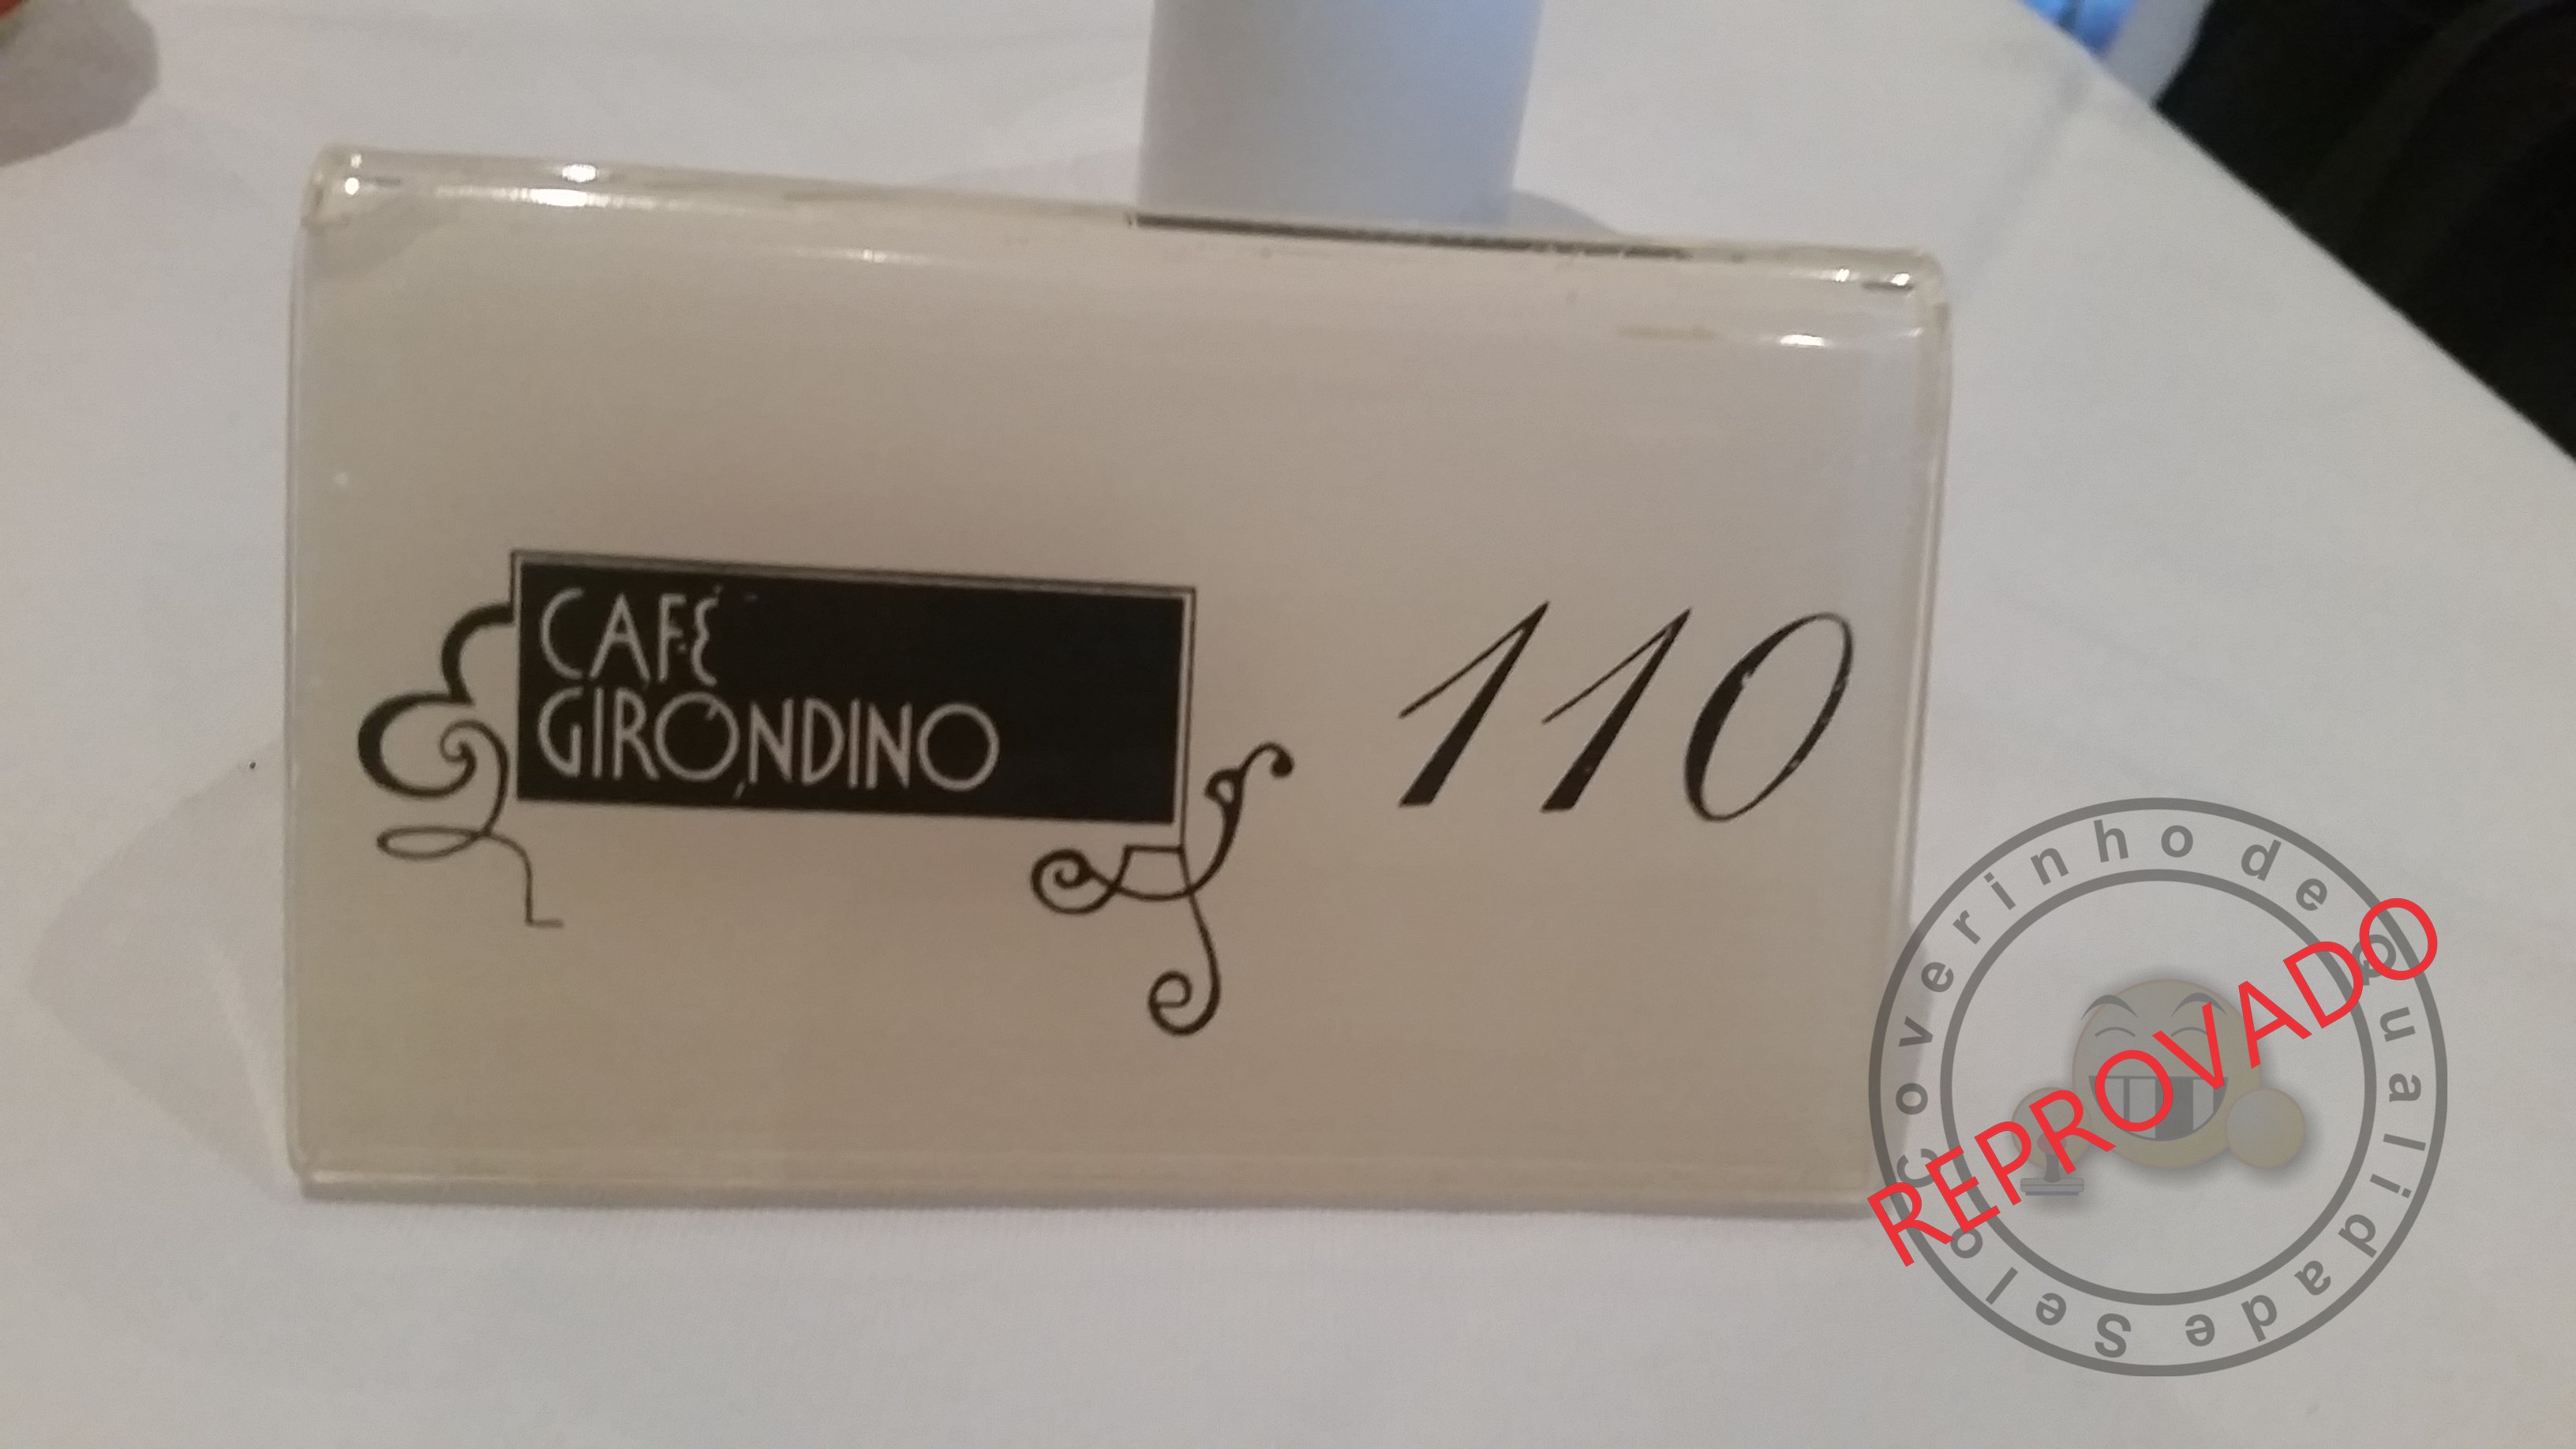 CAFÉ
GIRONDINO
110
Selo Coverinho de Qualidade
REPROVADO